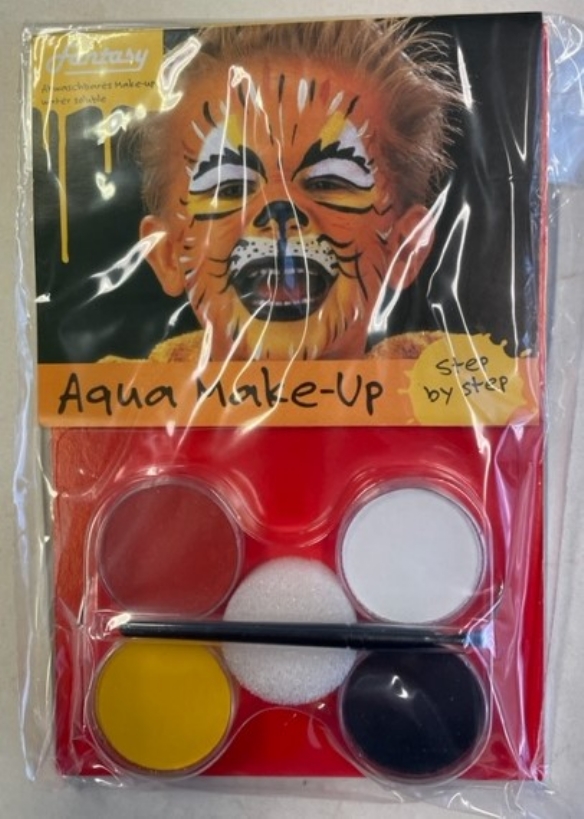 Fantasy
Abwaschbares Make-up
water soluble
Aqua Make-Up
step
by step